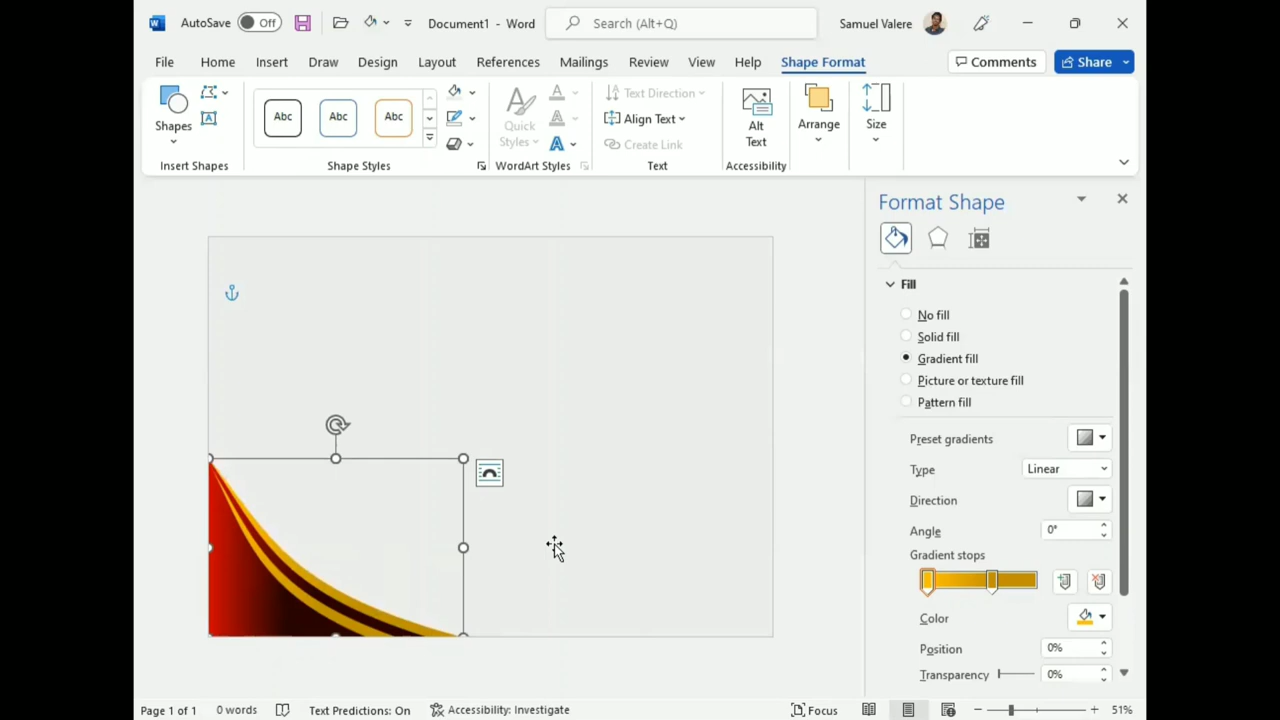 AutoSave Off Document1 - Word Search (Alt+Q) Samuel Valere
File Home Insert Draw Design Layout References Mailings Review View Help Shape Format Comments Share
Shapes
Insert Shapes
Abc Abc Abc
Shape Styles
Quick
Styles
WordArt Styles
Text Direction
Align Text
Create Link
Text
Alt
Text
Accessibility
Arrange
Size
Format Shape
Fill
No fill
Solid fill
Gradient fill
Picture or texture fill
Pattern fill
Preset gradients
Type Linear
Direction
Angle 0°
Gradient stops
Color
Position 0%
Transparency 0%
Page 1 of 1 0 words Text Predictions: On Accessibility: Investigate Focus 51%